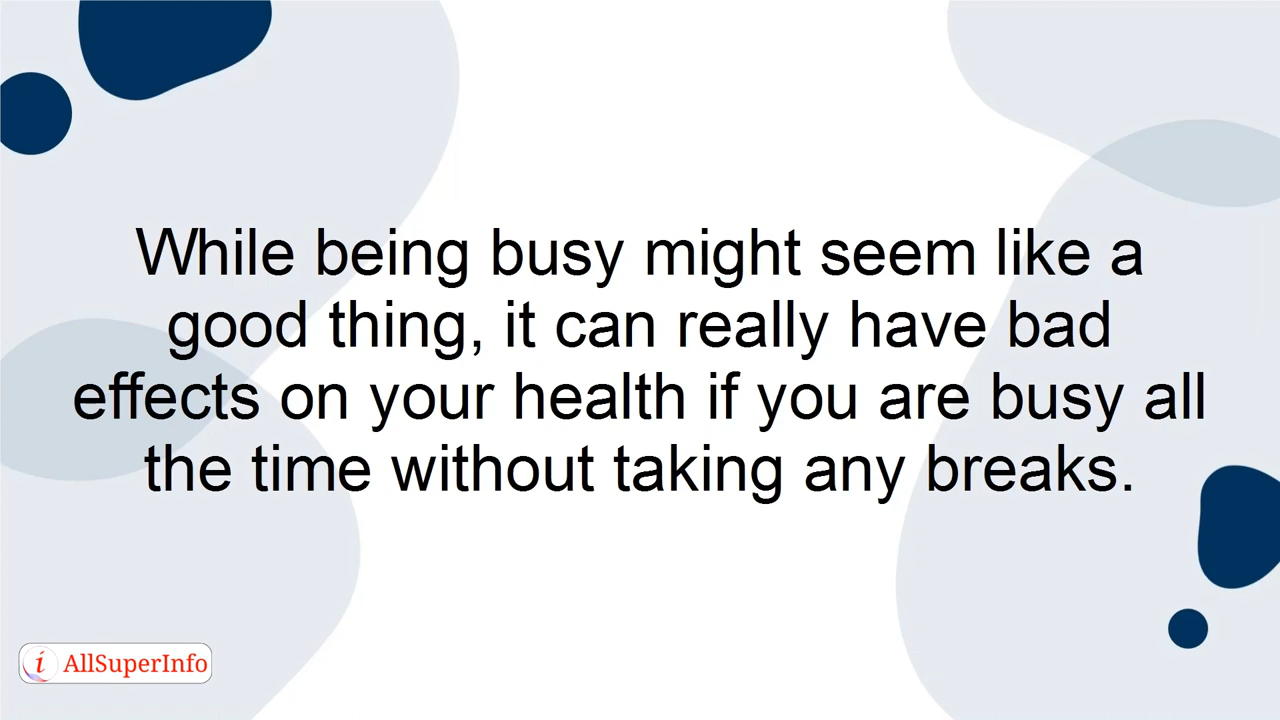 While being busy might seem like a
good thing, it can really have bad
effects on your health if you are busy all
the time without taking any breaks.
i AllSuperInfo